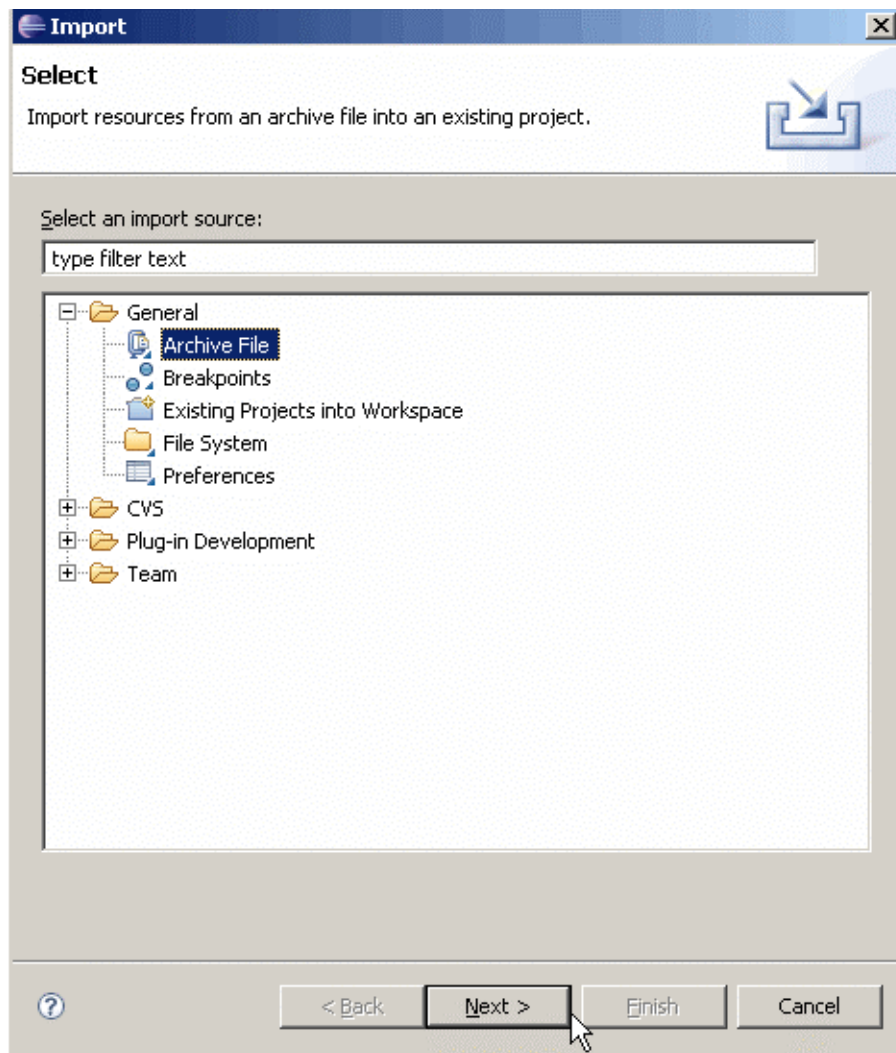 Import
Select
Import resources from an archive file into an existing project.
Select an import source:
type filter text
General
Archive File
Breakpoints
Existing Projects into Workspace
File System
Preferences
CVS
Plug-in Development
Team
< Back
Next >
Finish
Cancel